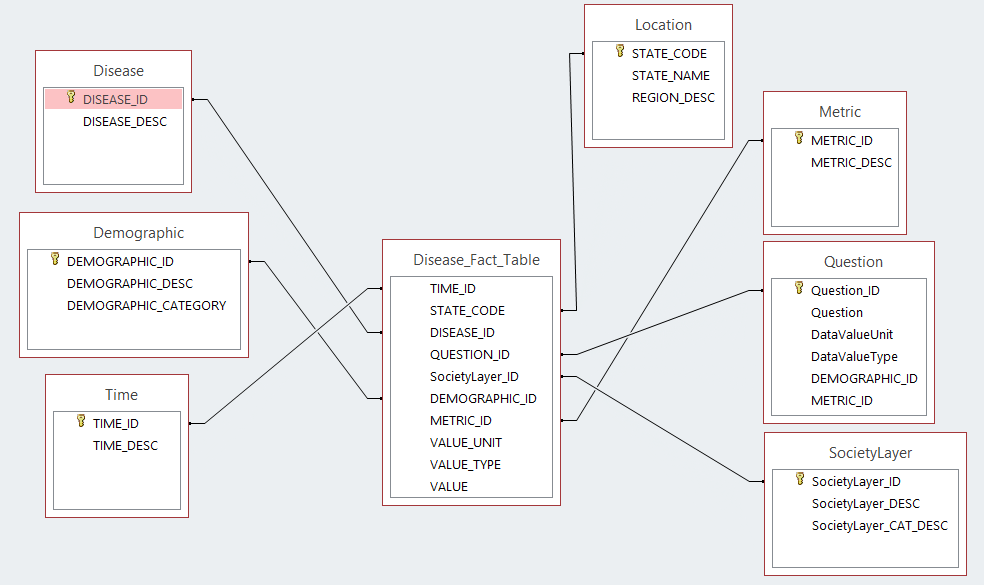 Disease
DISEASE_ID
DISEASE_DESC
Demographic
DEMOGRAPHIC_ID
DEMOGRAPHIC_DESC
DEMOGRAPHIC_CATEGORY
Time
TIME_ID
TIME_DESC
Disease_Fact_Table
TIME_ID
STATE_CODE
DISEASE_ID
QUESTION_ID
SocietyLayer_ID
DEMOGRAPHIC_ID
METRIC_ID
VALUE_UNIT
VALUE_TYPE
VALUE
Location
STATE_CODE
STATE_NAME
REGION_DESC
Metric
METRIC_ID
METRIC_DESC
Question
Question_ID
Question
DataValueUnit
DataValueType
DEMOGRAPHIC_ID
METRIC_ID
SocietyLayer
SocietyLayer_ID
SocietyLayer_DESC
SocietyLayer_CAT_DESC